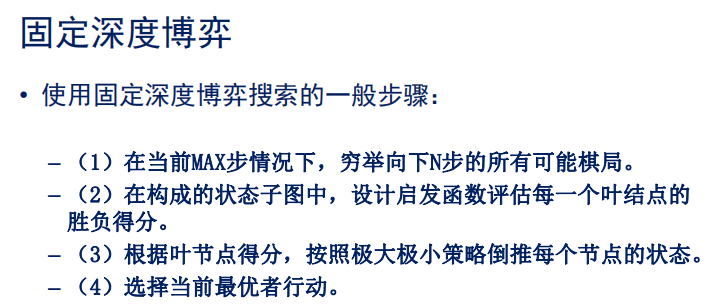 固定深度博弈
• 使用固定深度博弈搜索的一般步骤：
– （1）在当前MAX步情况下，穷举向下N步的所有可能棋局。
– （2）在构成的状态子图中，设计启发函数评估每一个叶结点的
胜负得分。
– （3）根据叶节点得分，按照极大极小策略倒推每个节点的状态。
– （4）选择当前最优者行动。